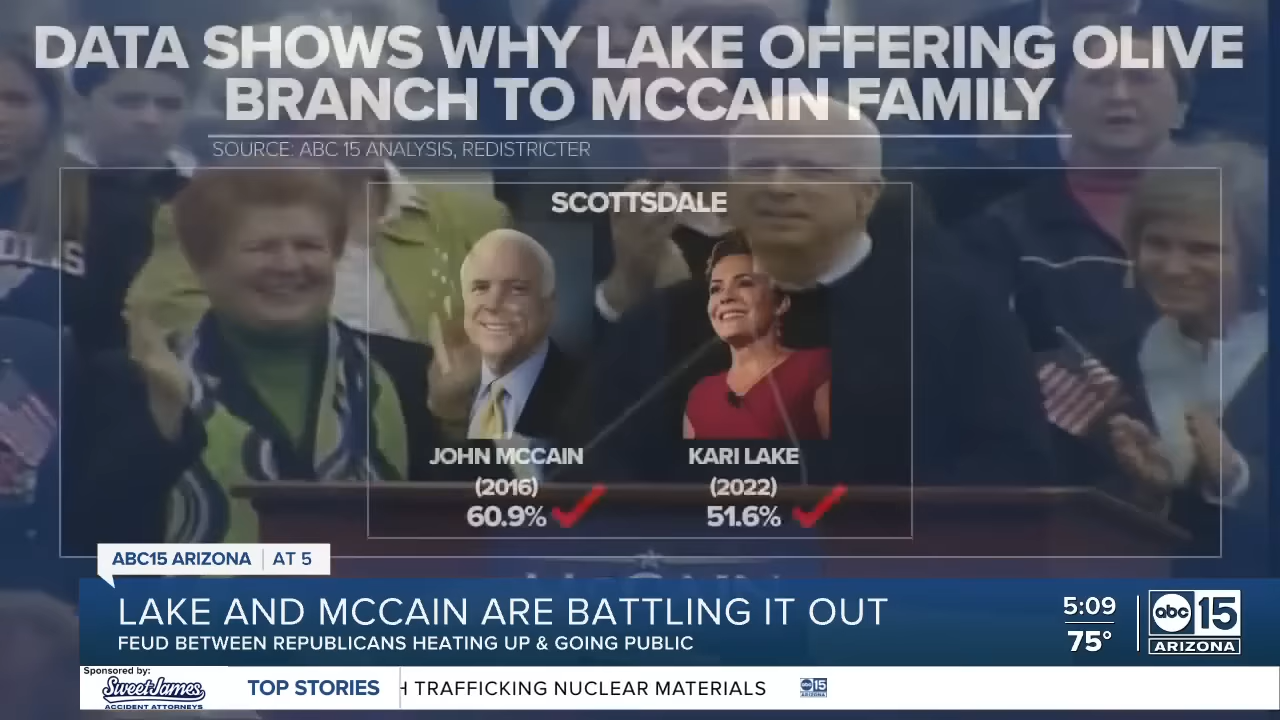 DATA SHOWS WHY LAKE OFFERING OLIVE
BRANCH TO MCCAIN FAMILY
SOURCE: ABC 15 ANALYSIS, REDISTRICTER
SCOTTSDALE
JOHN MCCAIN
(2016)
60.9%
KARI LAKE
(2022)
51.6%
ABC15 ARIZONA | AT 5
LAKE AND MCCAIN ARE BATTLING IT OUT
FEUD BETWEEN REPUBLICANS HEATING UP & GOING PUBLIC
5:09
75°
abc 15
ARIZONA
Sponsored by:
Sweet James
ACCIDENT ATTORNEYS
TOP STORIES
H TRAFFICKING NUCLEAR MATERIALS
abc 15
ARIZONA